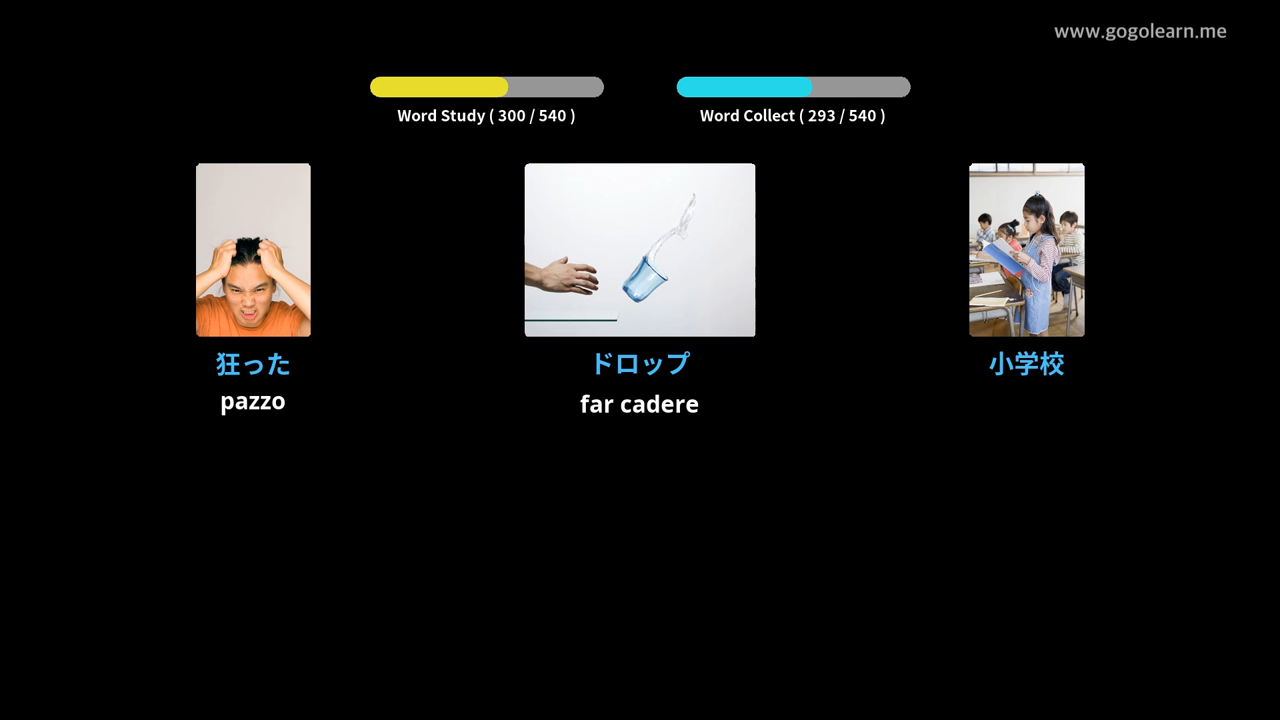 www.gogolearn.me
Word Study ( 300 / 540 )
Word Collect ( 293 / 540 )
狂った
ドロップ
小学校
pazzo
far cadere